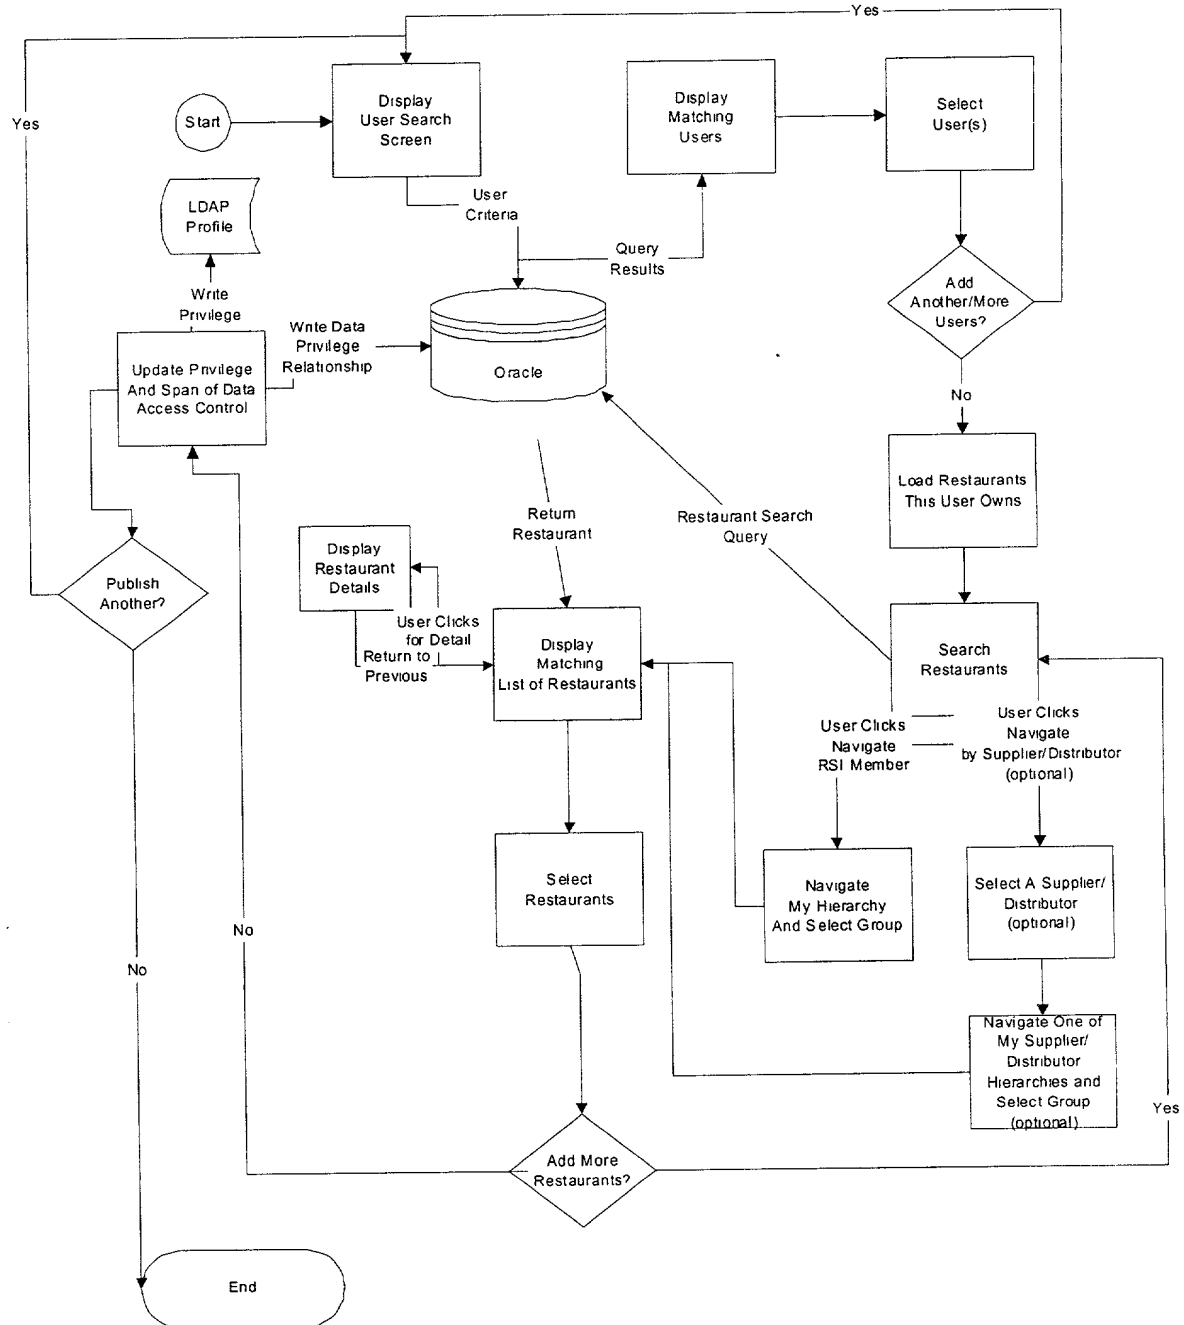 Yes
Yes
Start
Display
User Search
Screen
Display
Matching
Users
Select
User(s)
LDAP
Profile
User
Criteria
Query
Results
Add
Another/More
Users?
Write
Privilege
Write Data
Privilege
Relationship
Update Privilege
And Span of Data
Access Control
Oracle
No
Load Restaurants
This User Owns
Return
Restaurant
Restaurant Search
Query
Display
Restaurant
Details
Publish
Another?
User Clicks
for Detail
Return to
Previous
Display
Matching
List of Restaurants
Search
Restaurants
User Clicks
Navigate
RSI Member
User Clicks
Navigate
by Supplier/Distributor
(optional)
Select
Restaurants
Navigate
My Hierarchy
And Select Group
Select A Supplier/
Distributor
(optional)
No
No
Navigate One of
My Supplier/
Distributor
Hierarchies and
Select Group
(optional)
Yes
Add More
Restaurants?
End